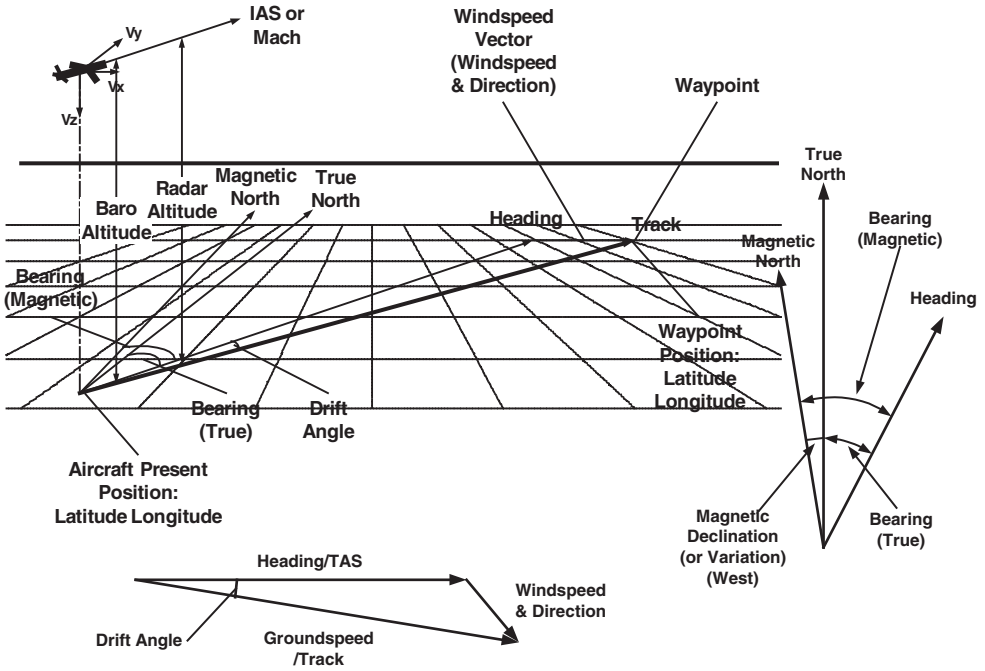 IAS or
Mach
Vy
Vx
Vz
Windspeed
Vector
(Windspeed
& Direction)
Waypoint
True
North
Magnetic
North
True
North
Radar
Altitude
Baro
Altitude
Heading
Track
Bearing
(Magnetic)
Magnetic
North
Bearing
(Magnetic)
Heading
Waypoint
Position:
Latitude
Longitude
Bearing
(True)
Drift
Angle
Aircraft Present
Position:
Latitude Longitude
Magnetic
Declination
(or Variation)
(West)
Bearing
(True)
Heading/TAS
Windspeed
& Direction
Drift Angle
Groundspeed
/Track